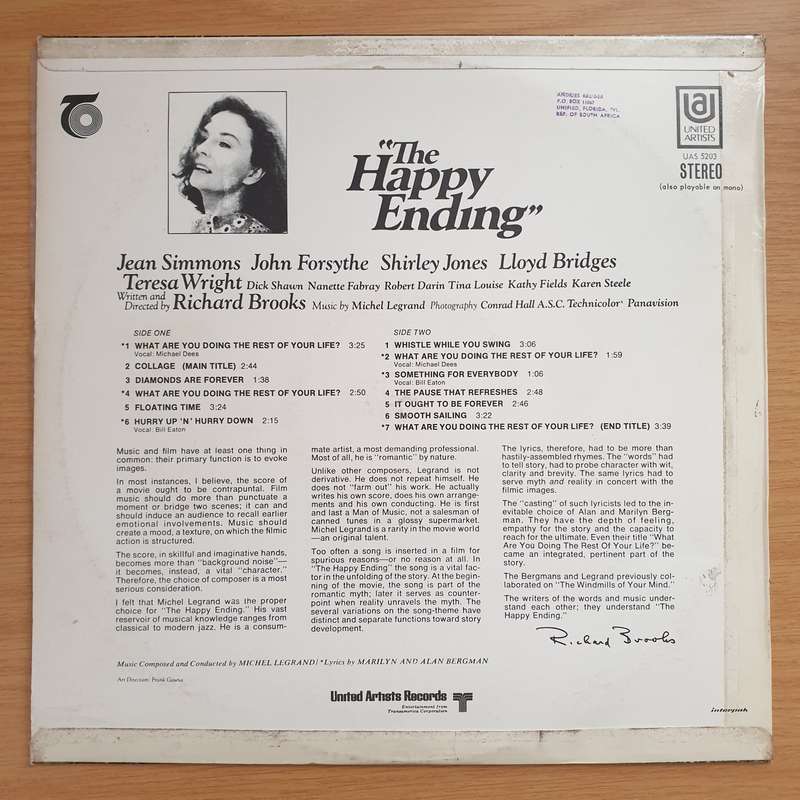 UNITED
ARTISTS
UAS 5203
STEREO
(also playable on mono)
P.O. BOX
REP. OF SOUTH AFRICA
"The
Happy
Ending"
Jean Simmons John Forsythe Shirley Jones Lloyd Bridges
Teresa Wright Dick Shawn Nanette Fabray Robert Darin Tina Louise Kathy Fields Karen Steele
Written and
Directed by Richard Brooks Music by Michel Legrand Photography Conrad Hall A.S.C. Technicolor® Panavision
SIDE ONE
*1 WHAT ARE YOU DOING THE REST OF YOUR LIFE? 3:25
Vocal: Michael Dees
2 COLLAGE (MAIN TITLE) 2:44
3 DIAMONDS ARE FOREVER 1:38
*4 WHAT ARE YOU DOING THE REST OF YOUR LIFE? 2:50
5 FLOATING TIME 3:24
*6 HURRY UP 'N' HURRY DOWN 2:15
Vocal: Bill Eaton
SIDE TWO
1 WHISTLE WHILE YOU SWING 3:06
*2 WHAT ARE YOU DOING THE REST OF YOUR LIFE? 1:59
Vocal: Michael Dees
*3 SOMETHING FOR EVERYBODY 1:06
Vocal: Bill Eaton
4 THE PAUSE THAT REFRESHES 2:48
5 IT OUGHT TO BE FOREVER 2:46
6 SMOOTH SAILING 3:22
*7 WHAT ARE YOU DOING THE REST OF YOUR LIFE? (END TITLE) 3:39
Music and film have at least one thing in
common: their primary function is to evoke
images.
In most instances, I believe, the score of
a movie ought to be contrapuntal. Film
music should do more than punctuate a
moment or bridge two scenes; it can and
should induce an audience to recall earlier
emotional involvements. Music should
create a mood, a texture, on which the filmic
action is structured.
The score, in skillful and imaginative hands,
becomes more than "background noise"—
it becomes, instead, a vital "character."
Therefore, the choice of composer is a most
serious consideration.
I felt that Michel Legrand was the proper
choice for "The Happy Ending." His vast
reservoir of musical knowledge ranges from
classical to modern jazz. He is a consum-
mate artist, a most demanding professional.
Most of all, he is "romantic" by nature.
Unlike other composers, Legrand is not
derivative. He does not repeat himself. He
does not "farm out" his work. He actually
writes his own score, does his own arrange-
ments and his own conducting. He is first
and last a Man of Music, not a salesman of
canned tunes in a glossy supermarket.
Michel Legrand is a rarity in the movie world
—an original talent.
Too often a song is inserted in a film for
spurious reasons—or no reason at all. In
"The Happy Ending" the song is a vital fac-
tor in the unfolding of the story. At the begin-
ning of the movie, the song is part of the
romantic myth; later it serves as counter-
point when reality unravels the myth. The
several variations on the song-theme have
distinct and separate functions toward story
development.
The lyrics, therefore, had to be more than
hastily-assembled rhymes. The "words" had
to tell story, had to probe character with wit,
clarity and brevity. The same lyrics had to
serve myth and reality in concert with the
filmic images.
The "casting" of such lyricists led to the in-
evitable choice of Alan and Marilyn Berg-
man. They have the depth of feeling,
empathy for the story and the capacity to
reach for the ultimate. Even their title "What
Are You Doing The Rest Of Your Life?" be-
came an integrated, pertinent part of the
story.
The Bergmans and Legrand previously col-
laborated on "The Windmills of Your Mind."
The writers of the words and music under-
stand each other; they understand "The
Happy Ending."
Richard Brooks
Music Composed and Conducted by MICHEL LEGRAND/*Lyrics by MARILYN AND ALAN BERGMAN
Art Direction: Frank Gauna
United Artists Records
Entertainment from
Transamerica Corporation
interpak